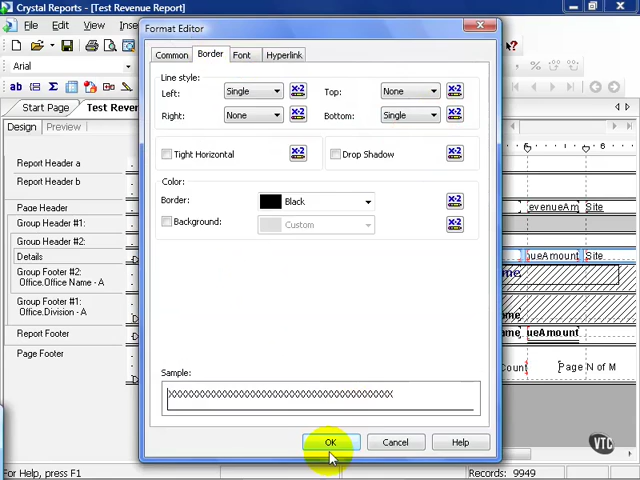 Crystal Reports - [Test Revenue Report]
File Edit View
Format Editor
Arial
Common Border Font Hyperlink
Line style:
Left: Single Top: None
Right: None Bottom: Single
Tight Horizontal Drop Shadow
Color:
Border: Black
Background: Custom
Sample:
XXXXXXXXXXXXXXXXXXXXXXXXXXXXXXXXXXXXXX
OK Cancel Help
Start Page Test Revenu
Design Preview
Report Header a
Report Header b
Page Header
Group Header #1:
Group Header #2:
Details
Group Footer #2:
Office.Office Name - A
Group Footer #1:
Office.Division - A
Report Footer
Page Footer
evenueAm Site
ueAmount Site
ueAmount
Count Page N of M
VTC
For Help, press F1 Records: 9949